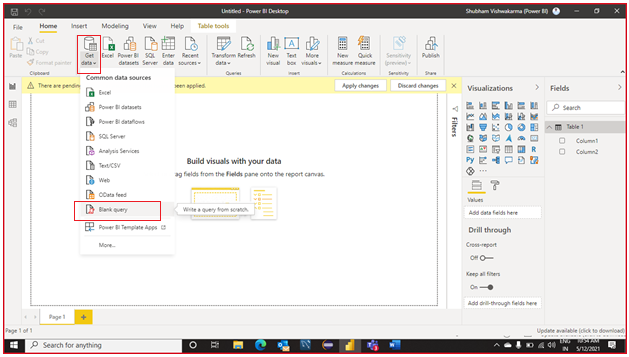 Untitled - Power BI Desktop
Shubham Vishwakarma (Power BI)
File Home Insert Modeling View Help Table tools
Paste
Cut
Copy
Format painter
Get data
Excel
Power BI datasets
SQL Server
Enter data
Recent sources
Transform data
Refresh
New visual
Text box
More visuals
New measure
Quick measure
Sensitivity (preview)
Publish
Clipboard
Queries
Insert
Calculations
Sensitivity
Share
Common data sources
Excel
Power BI datasets
Power BI dataflows
SQL Server
Analysis Services
Text/CSV
Web
OData feed
Blank query
Power BI Template Apps
More...
Write a query from scratch.
There are pending
een applied.
Apply changes
Discard changes
Build visuals with your data
ag fields from the Fields pane onto the report canvas.
Filters
Visualizations
Values
Add data fields here
Drill through
Cross-report
Off
Keep all filters
On
Add drill-through fields here
Fields
Search
Table 1
Column1
Column2
Page 1
Page 1 of 1
Update available (click to download)
Type here to search
ENG
IN
10:54 AM
5/12/2021